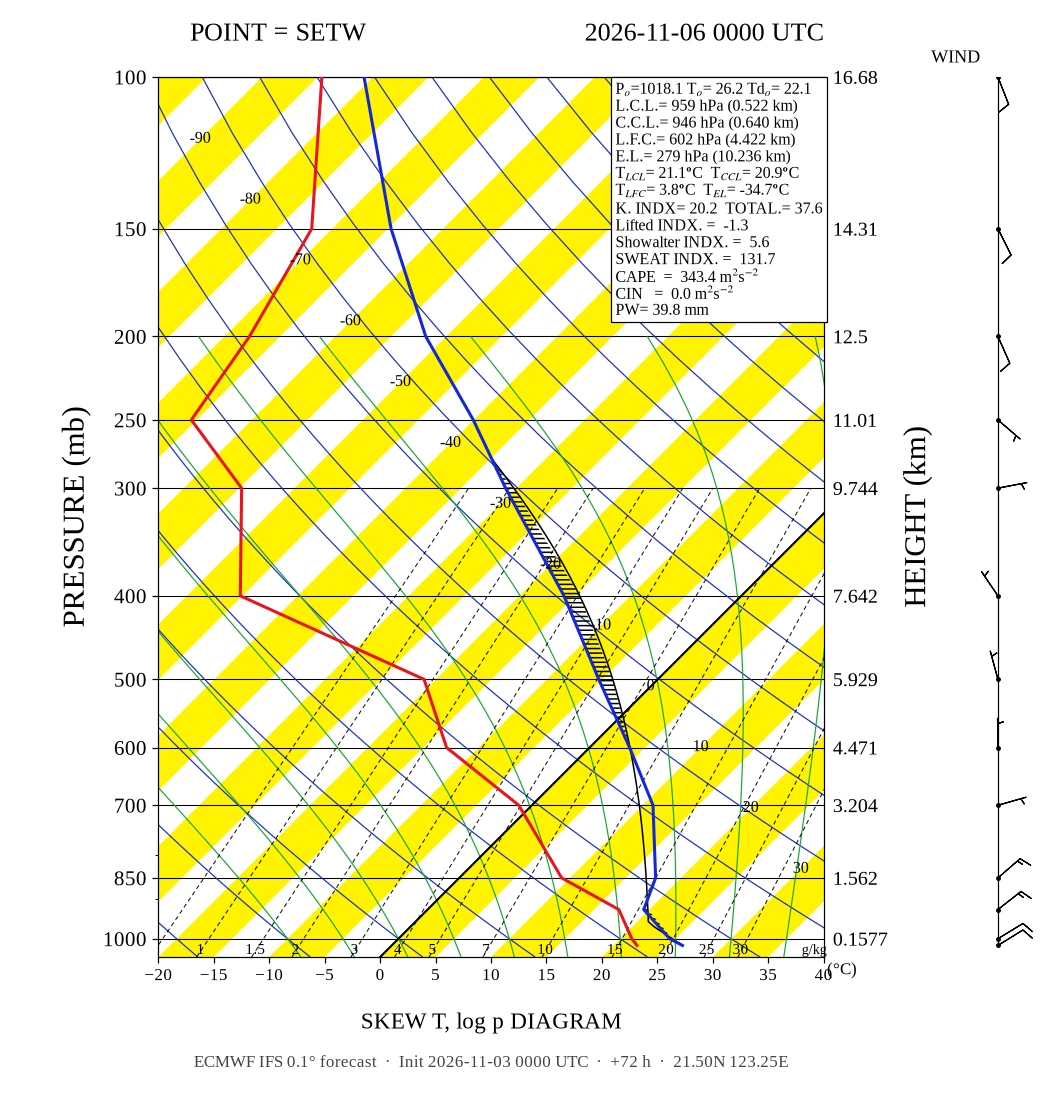 POINT = SETW
2026-11-06 0000 UTC
WIND
100
16.68
Pₒ=1018.1 Tₒ= 26.2 Tdₒ= 22.1
L.C.L.= 959 hPa (0.522 km)
C.C.L.= 946 hPa (0.640 km)
L.F.C.= 602 hPa (4.422 km)
E.L.= 279 hPa (10.236 km)
T_LCL= 21.1°C T_CCL= 20.9°C
T_LFC= 3.8°C T_EL= -34.7°C
K. INDX= 20.2 TOTAL.= 37.6
Lifted INDX. = -1.3
Showalter INDX. = 5.6
SWEAT INDX. = 131.7
CAPE = 343.4 m²s⁻²
CIN = 0.0 m²s⁻²
PW= 39.8 mm
-90
-80
150
14.31
-70
-60
200
12.5
-50
250
11.01
-40
300
9.744
-30
-20
400
7.642
-10
500
5.929
0
600
4.471
10
700
3.204
20
850
1.562
30
1000
0.1577
PRESSURE (mb)
HEIGHT (km)
1 1.5 2 3 4 5 7 10 15 20 25 30 g/kg
−20 −15 −10 −5 0 5 10 15 20 25 30 35 40 (°C)
SKEW T, log p DIAGRAM
ECMWF IFS 0.1° forecast · Init 2026-11-03 0000 UTC · +72 h · 21.50N 123.25E